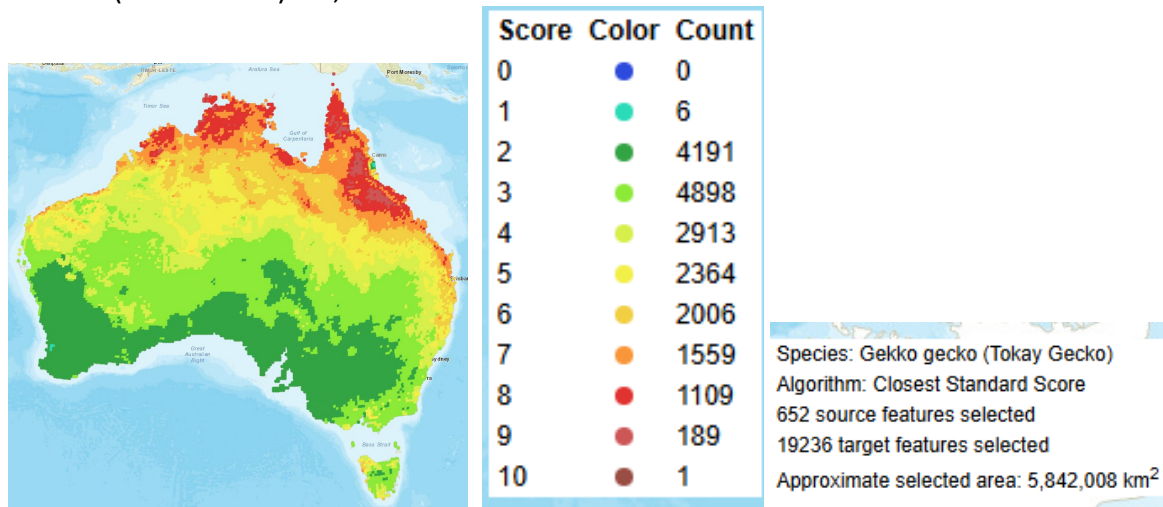 Timor Sea
Arafura Sea
Port Moresby
Gulf of
Carpentaria
Cairns
Great
Australian
Bight
Bass Strait
Score Color Count
0 0
1 6
2 4191
3 4898
4 2913
5 2364
6 2006
7 1559
8 1109
9 189
10 1
Species: Gekko gecko (Tokay Gecko)
Algorithm: Closest Standard Score
652 source features selected
19236 target features selected
Approximate selected area: 5,842,008 km²